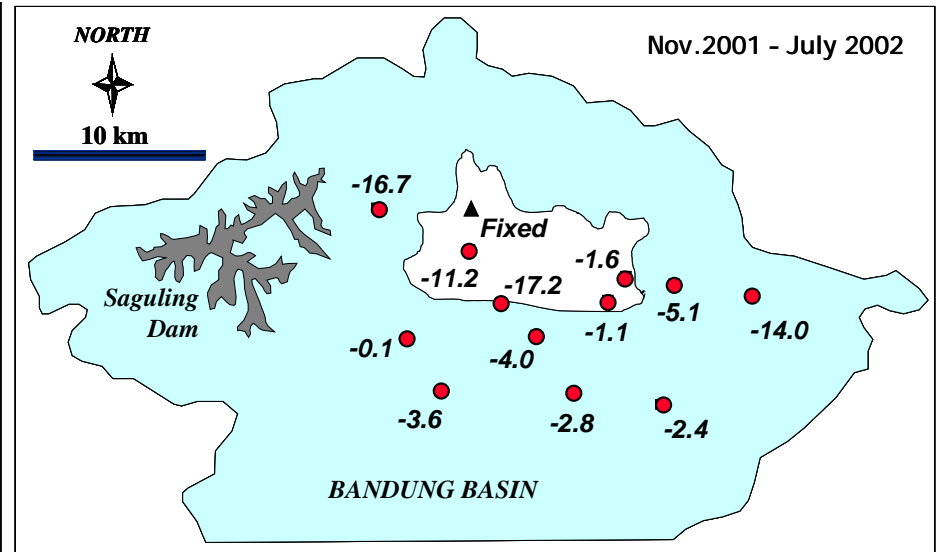 NORTH
Nov.2001 - July 2002
10 km
-16.7
Fixed
-11.2
-17.2
-1.6
Saguling
Dam
-1.1
-5.1
-14.0
-0.1
-4.0
-3.6
-2.8
-2.4
BANDUNG BASIN